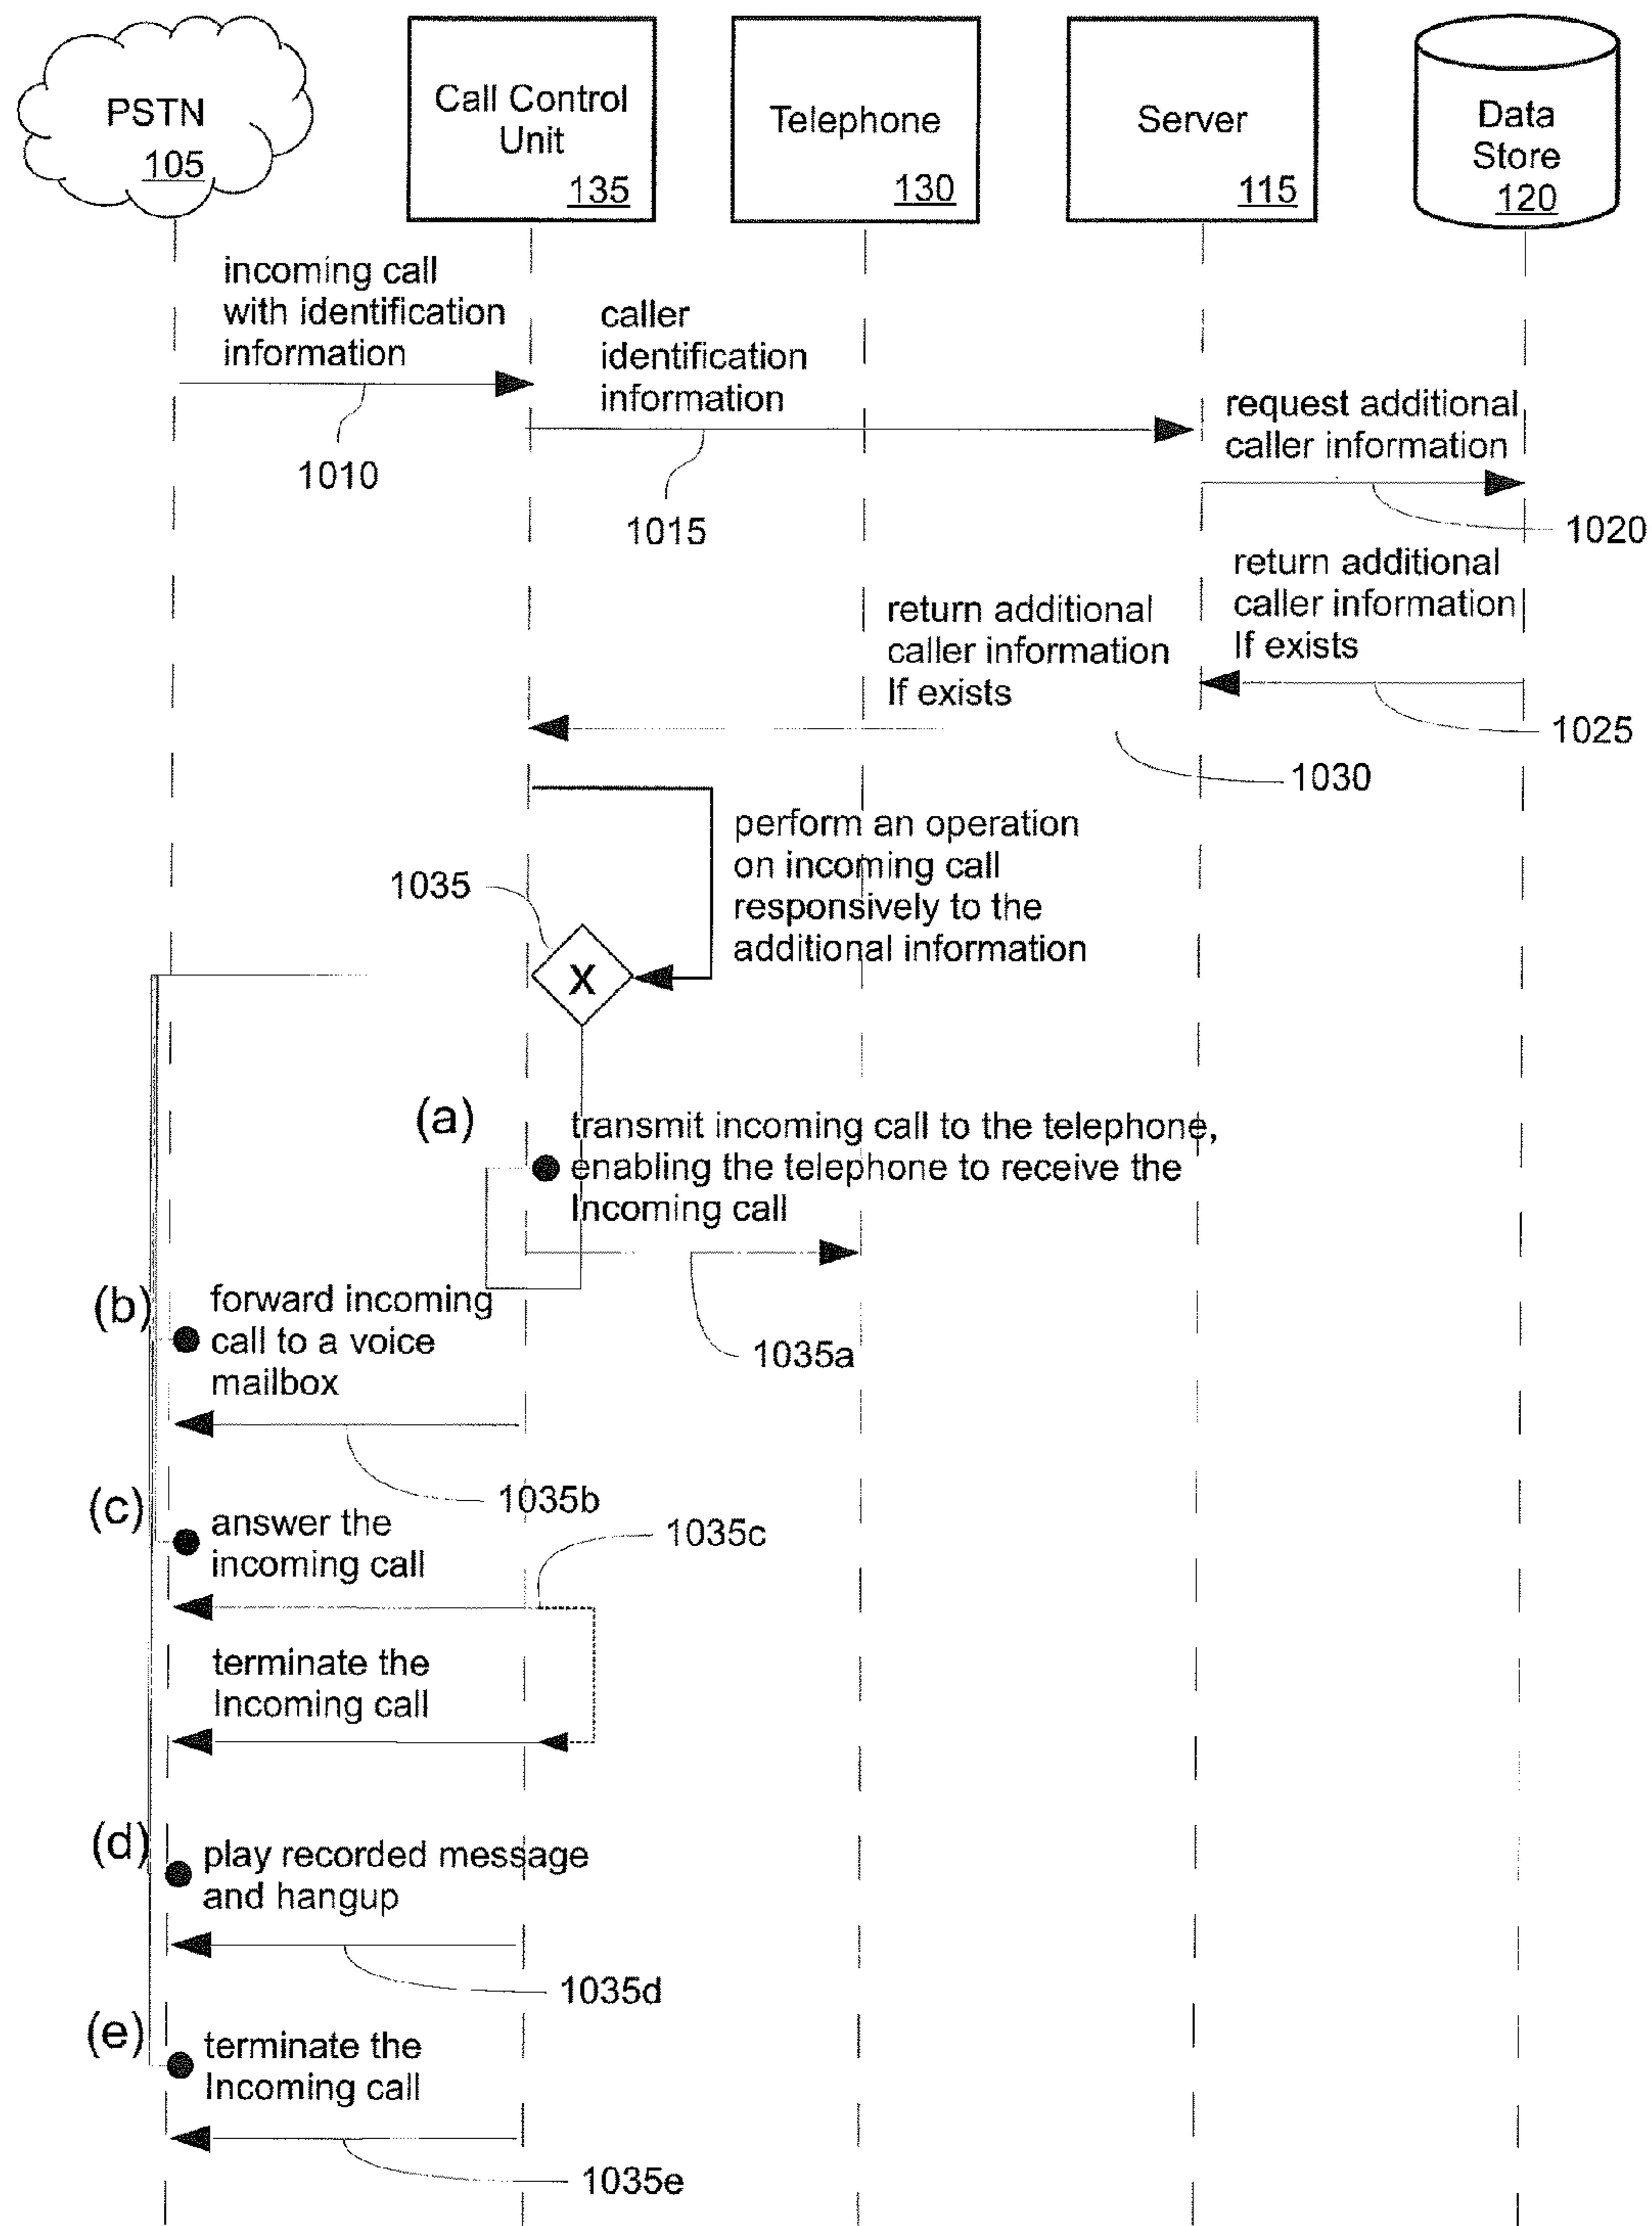 PSTN
105
Call Control
Unit
135
Telephone
130
Server
115
Data
Store
120
incoming call
with identification
information
1010
caller
identification
information
1015
request additional
caller information
1020
return additional
caller information
If exists
1025
return additional
caller information
If exists
1030
perform an operation
on incoming call
responsively to the
additional information
1035
X
(a)
transmit incoming call to the telephone,
enabling the telephone to receive the
Incoming call
1035a
(b)
forward incoming
call to a voice
mailbox
1035b
(c)
answer the
incoming call
1035c
terminate the
Incoming call
(d)
play recorded message
and hangup
1035d
(e)
terminate the
Incoming call
1035e